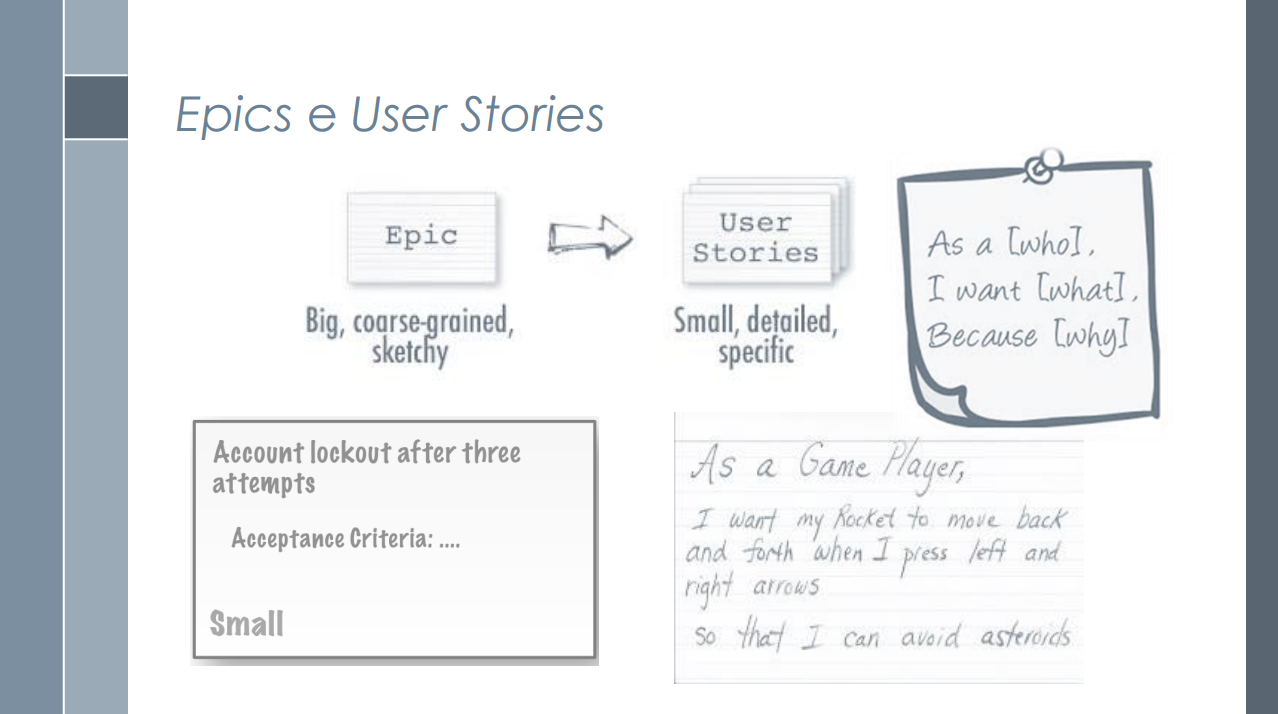 Epics e User Stories
Epic
Big, coarse-grained,
sketchy
User
Stories
Small, detailed,
specific
As a [who],
I want [what],
Because [why]
Account lockout after three
attempts
Acceptance Criteria: ....
Small
As a Game Player,
I want my Rocket to move back
and forth when I press left and
right arrows
so that I can avoid asteroids